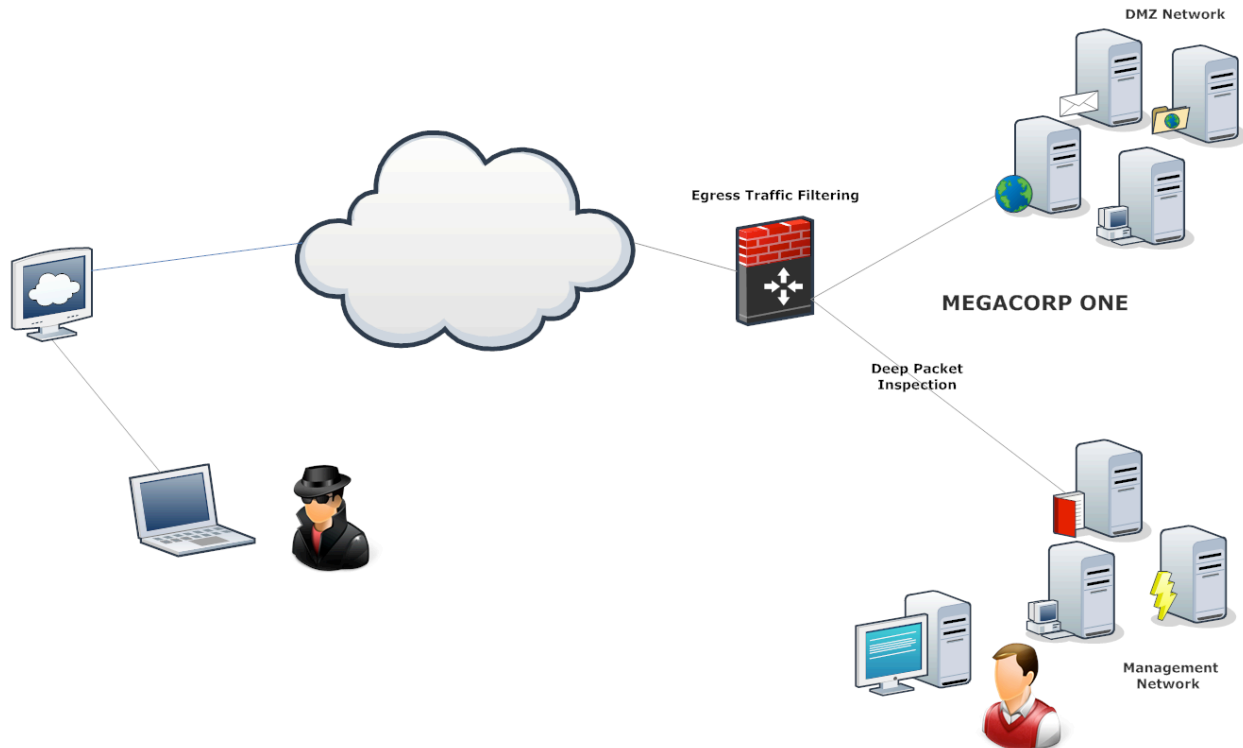 DMZ Network
Egress Traffic Filtering
MEGACORP ONE
Deep Packet
Inspection
Management
Network